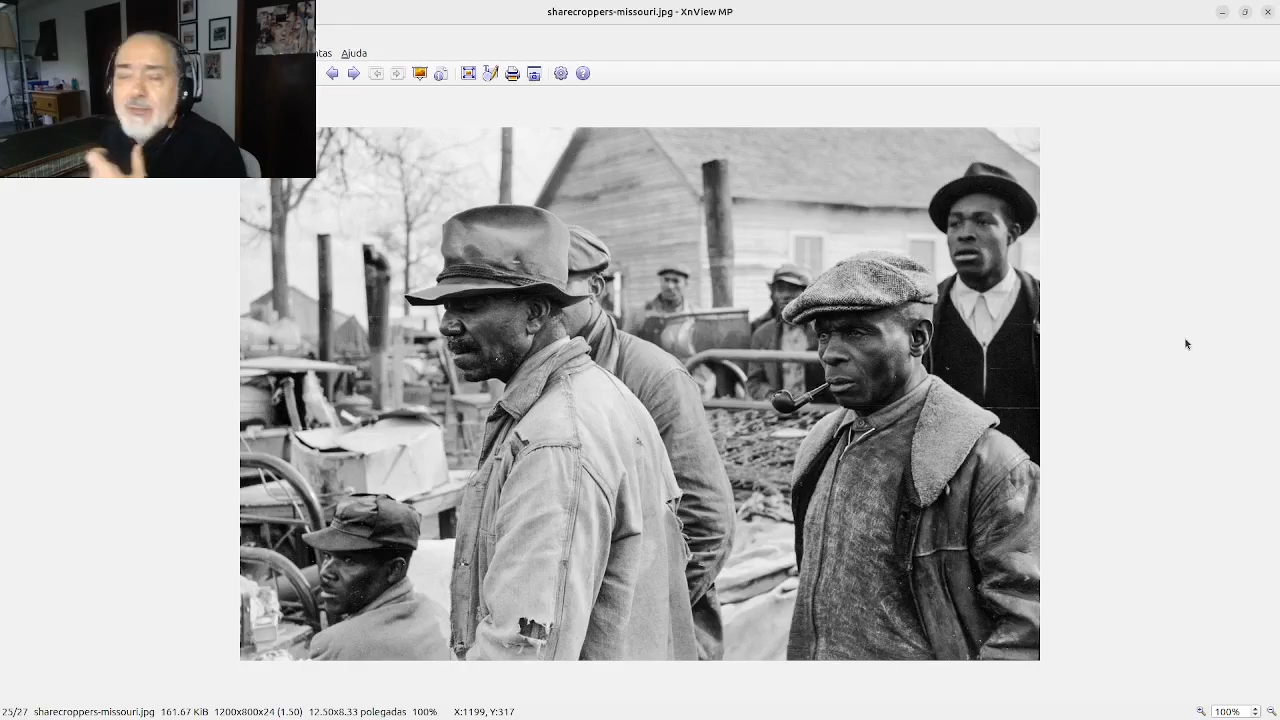 sharecroppers-missouri.jpg - XnView MP
ntas Ajuda
25/27 sharecroppers-missouri.jpg 161.67 KiB 1200x800x24 (1.50) 12.50x8.33 polegadas 100% X:1199, Y:317
100%